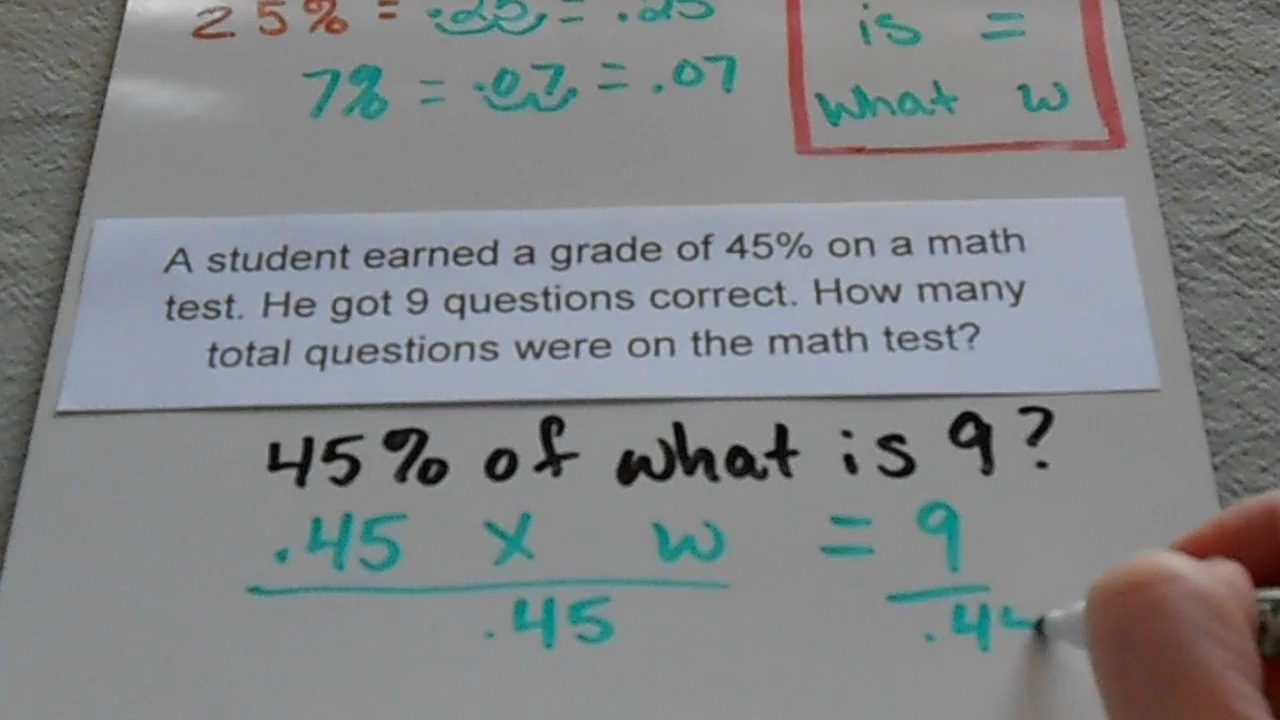 25% = .25 = .25
7% = .07 = .07
is =
what w
A student earned a grade of 45% on a math
test. He got 9 questions correct. How many
total questions were on the math test?
45% of what is 9?
.45 x w = 9
.45 .4